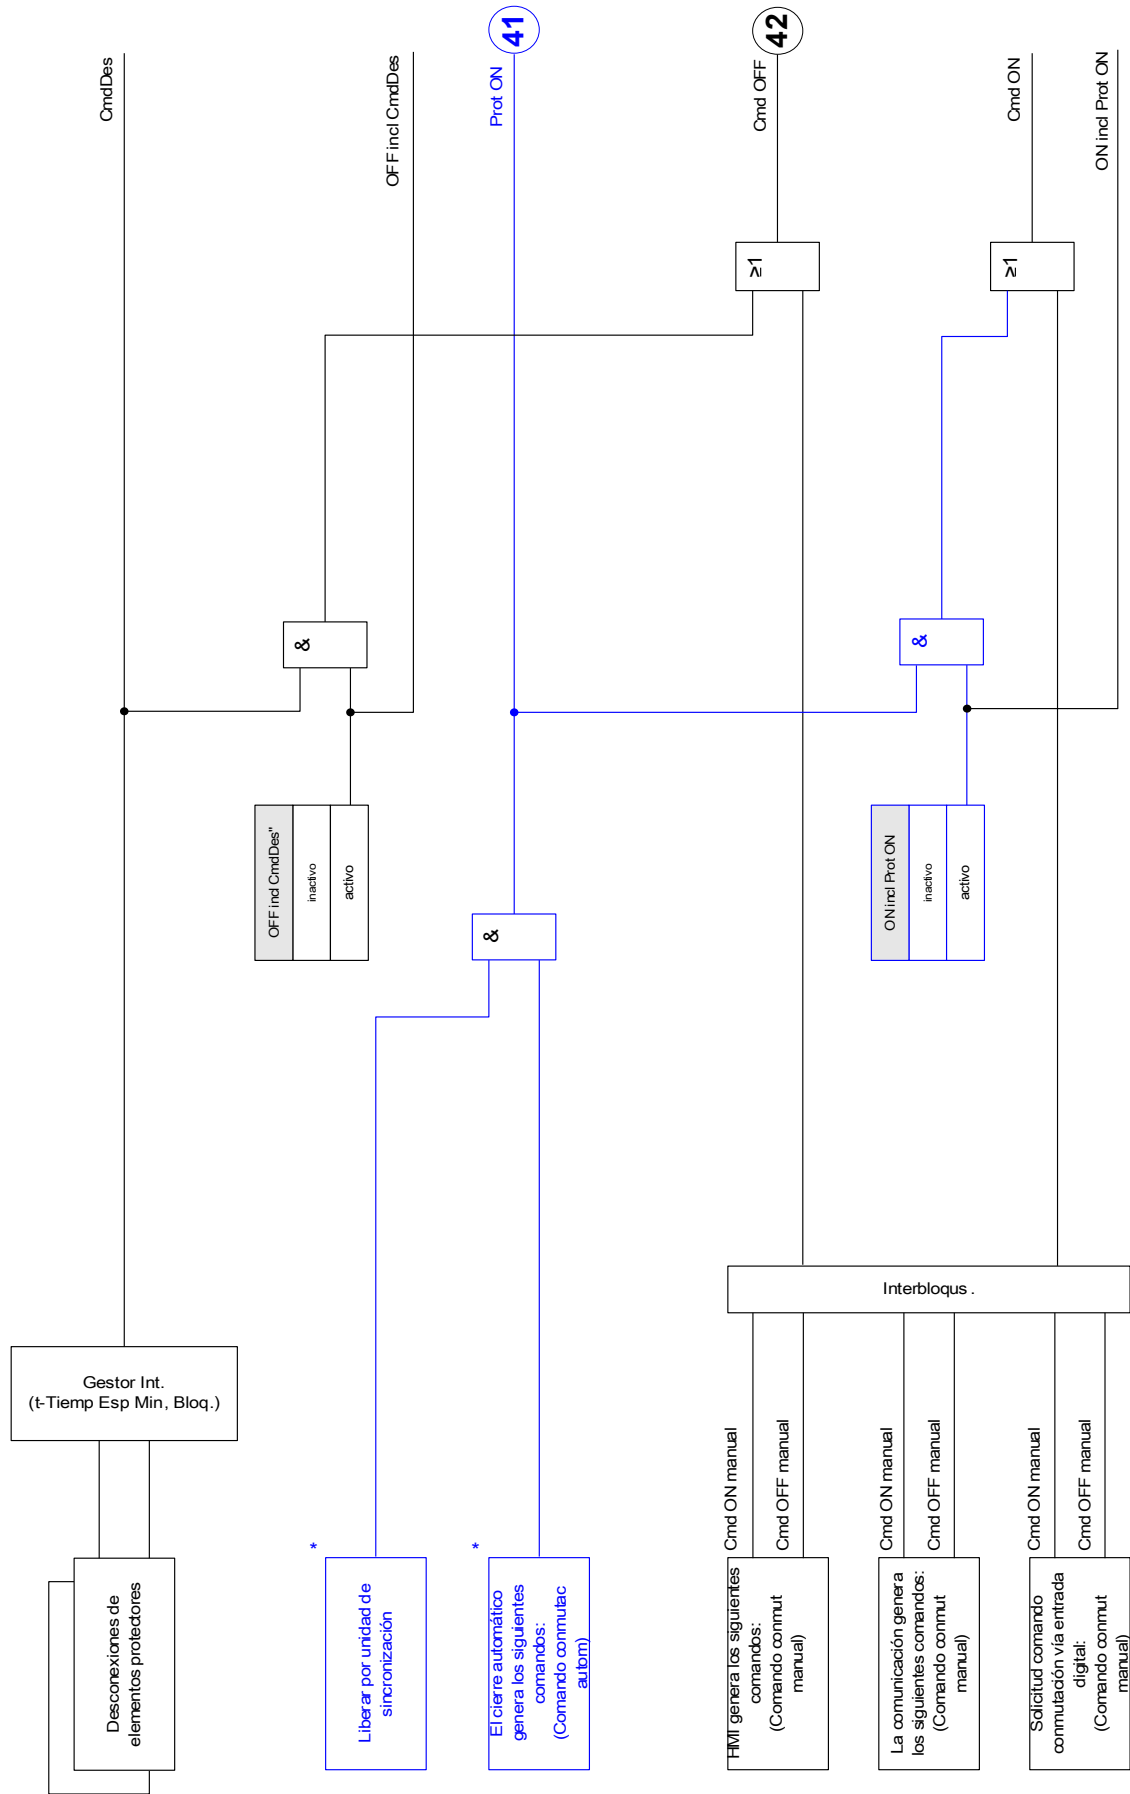 Desconexiones de
elementos protectores
Gestor Int.
(t-Tiemp Esp Min, Bloq.)
CmdDes
OFF incl CmdDes"
inactivo
activo
&
OFF incl CmdDes
*
Liberar por unidad de
sincronización
*
El cierre automático
genera los siguientes
comandos:
(Comando conmutac
autom)
&
Prot ON
41
HMI genera los siguientes
comandos:
(Comando conmut
manual)
Cmd ON manual
Cmd OFF manual
Interbloqus.
≥1
Cmd OFF
42
La comunicación genera
los siguientes comandos:
(Comando conmut
manual)
Cmd ON manual
Cmd OFF manual
ON incl Prot ON
inactivo
activo
&
≥1
Cmd ON
Solicitud comando
conmutación vía entrada
digital:
(Comando conmut
manual)
Cmd ON manual
Cmd OFF manual
ON incl Prot ON